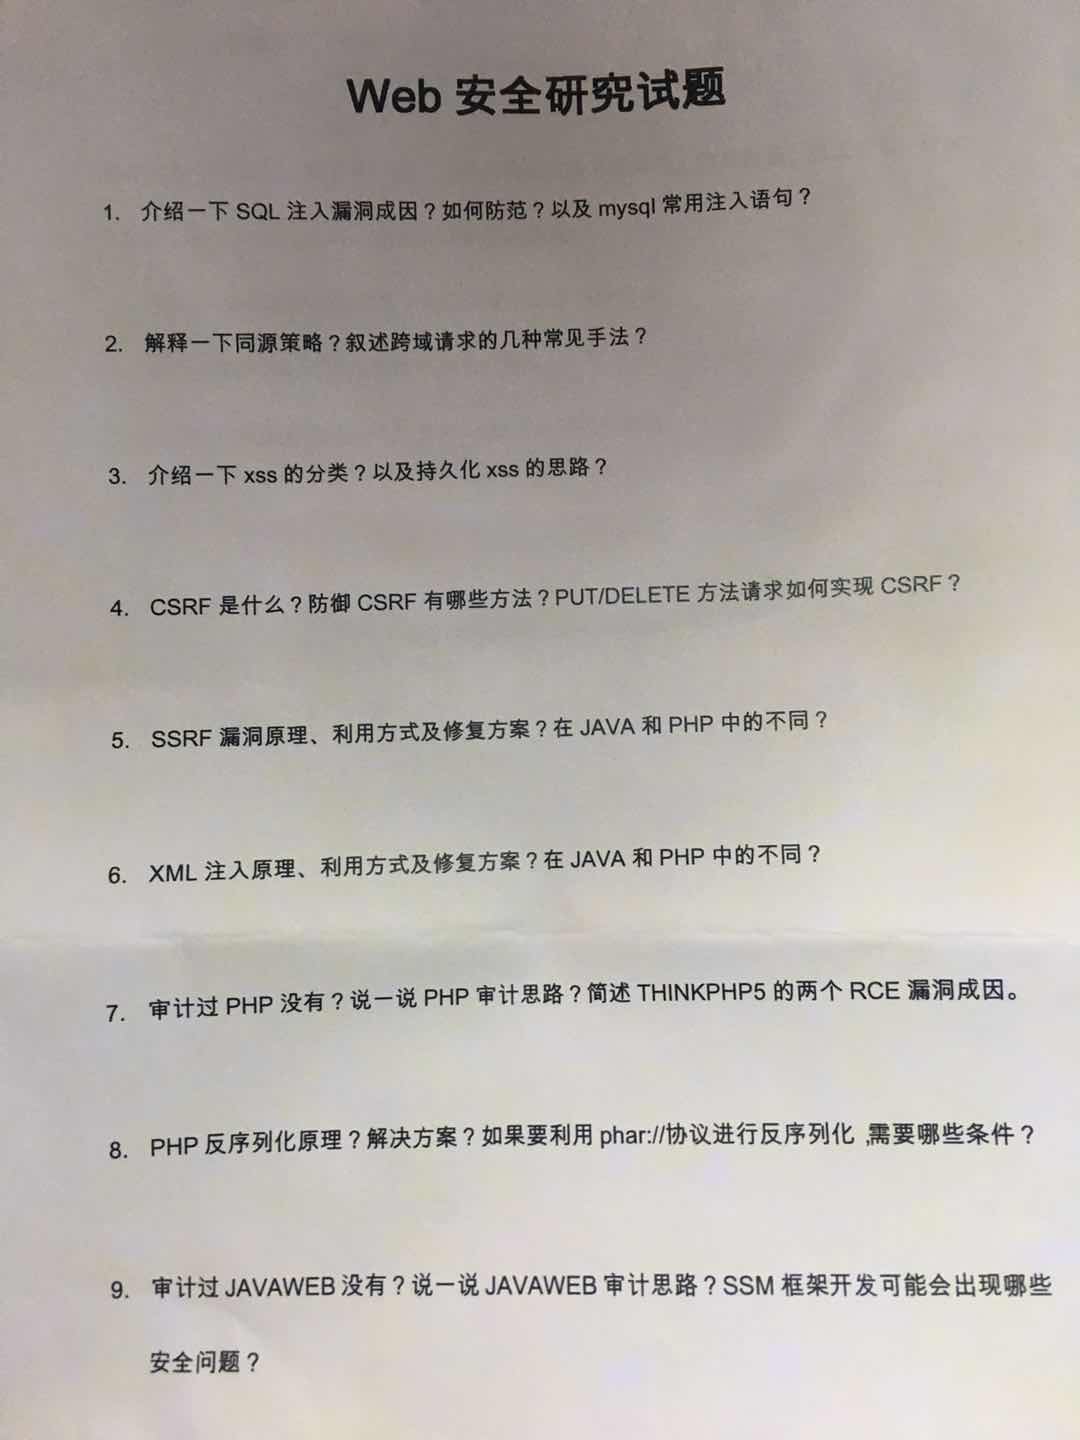 Web 安全研究试题
1. 介绍一下 SQL 注入漏洞成因？如何防范？以及 mysql 常用注入语句？
2. 解释一下同源策略？叙述跨域请求的几种常见手法？
3. 介绍一下 xss 的分类？以及持久化 xss 的思路？
4. CSRF 是什么？防御 CSRF 有哪些方法？PUT/DELETE 方法请求如何实现 CSRF？
5. SSRF 漏洞原理、利用方式及修复方案？在 JAVA 和 PHP 中的不同？
6. XML 注入原理、利用方式及修复方案？在 JAVA 和 PHP 中的不同？
7. 审计过 PHP 没有？说一说 PHP 审计思路？简述 THINKPHP5 的两个 RCE 漏洞成因。
8. PHP 反序列化原理？解决方案？如果要利用 phar://协议进行反序列化 ,需要哪些条件？
9. 审计过 JAVAWEB 没有？说一说 JAVAWEB 审计思路？SSM 框架开发可能会出现哪些
安全问题？